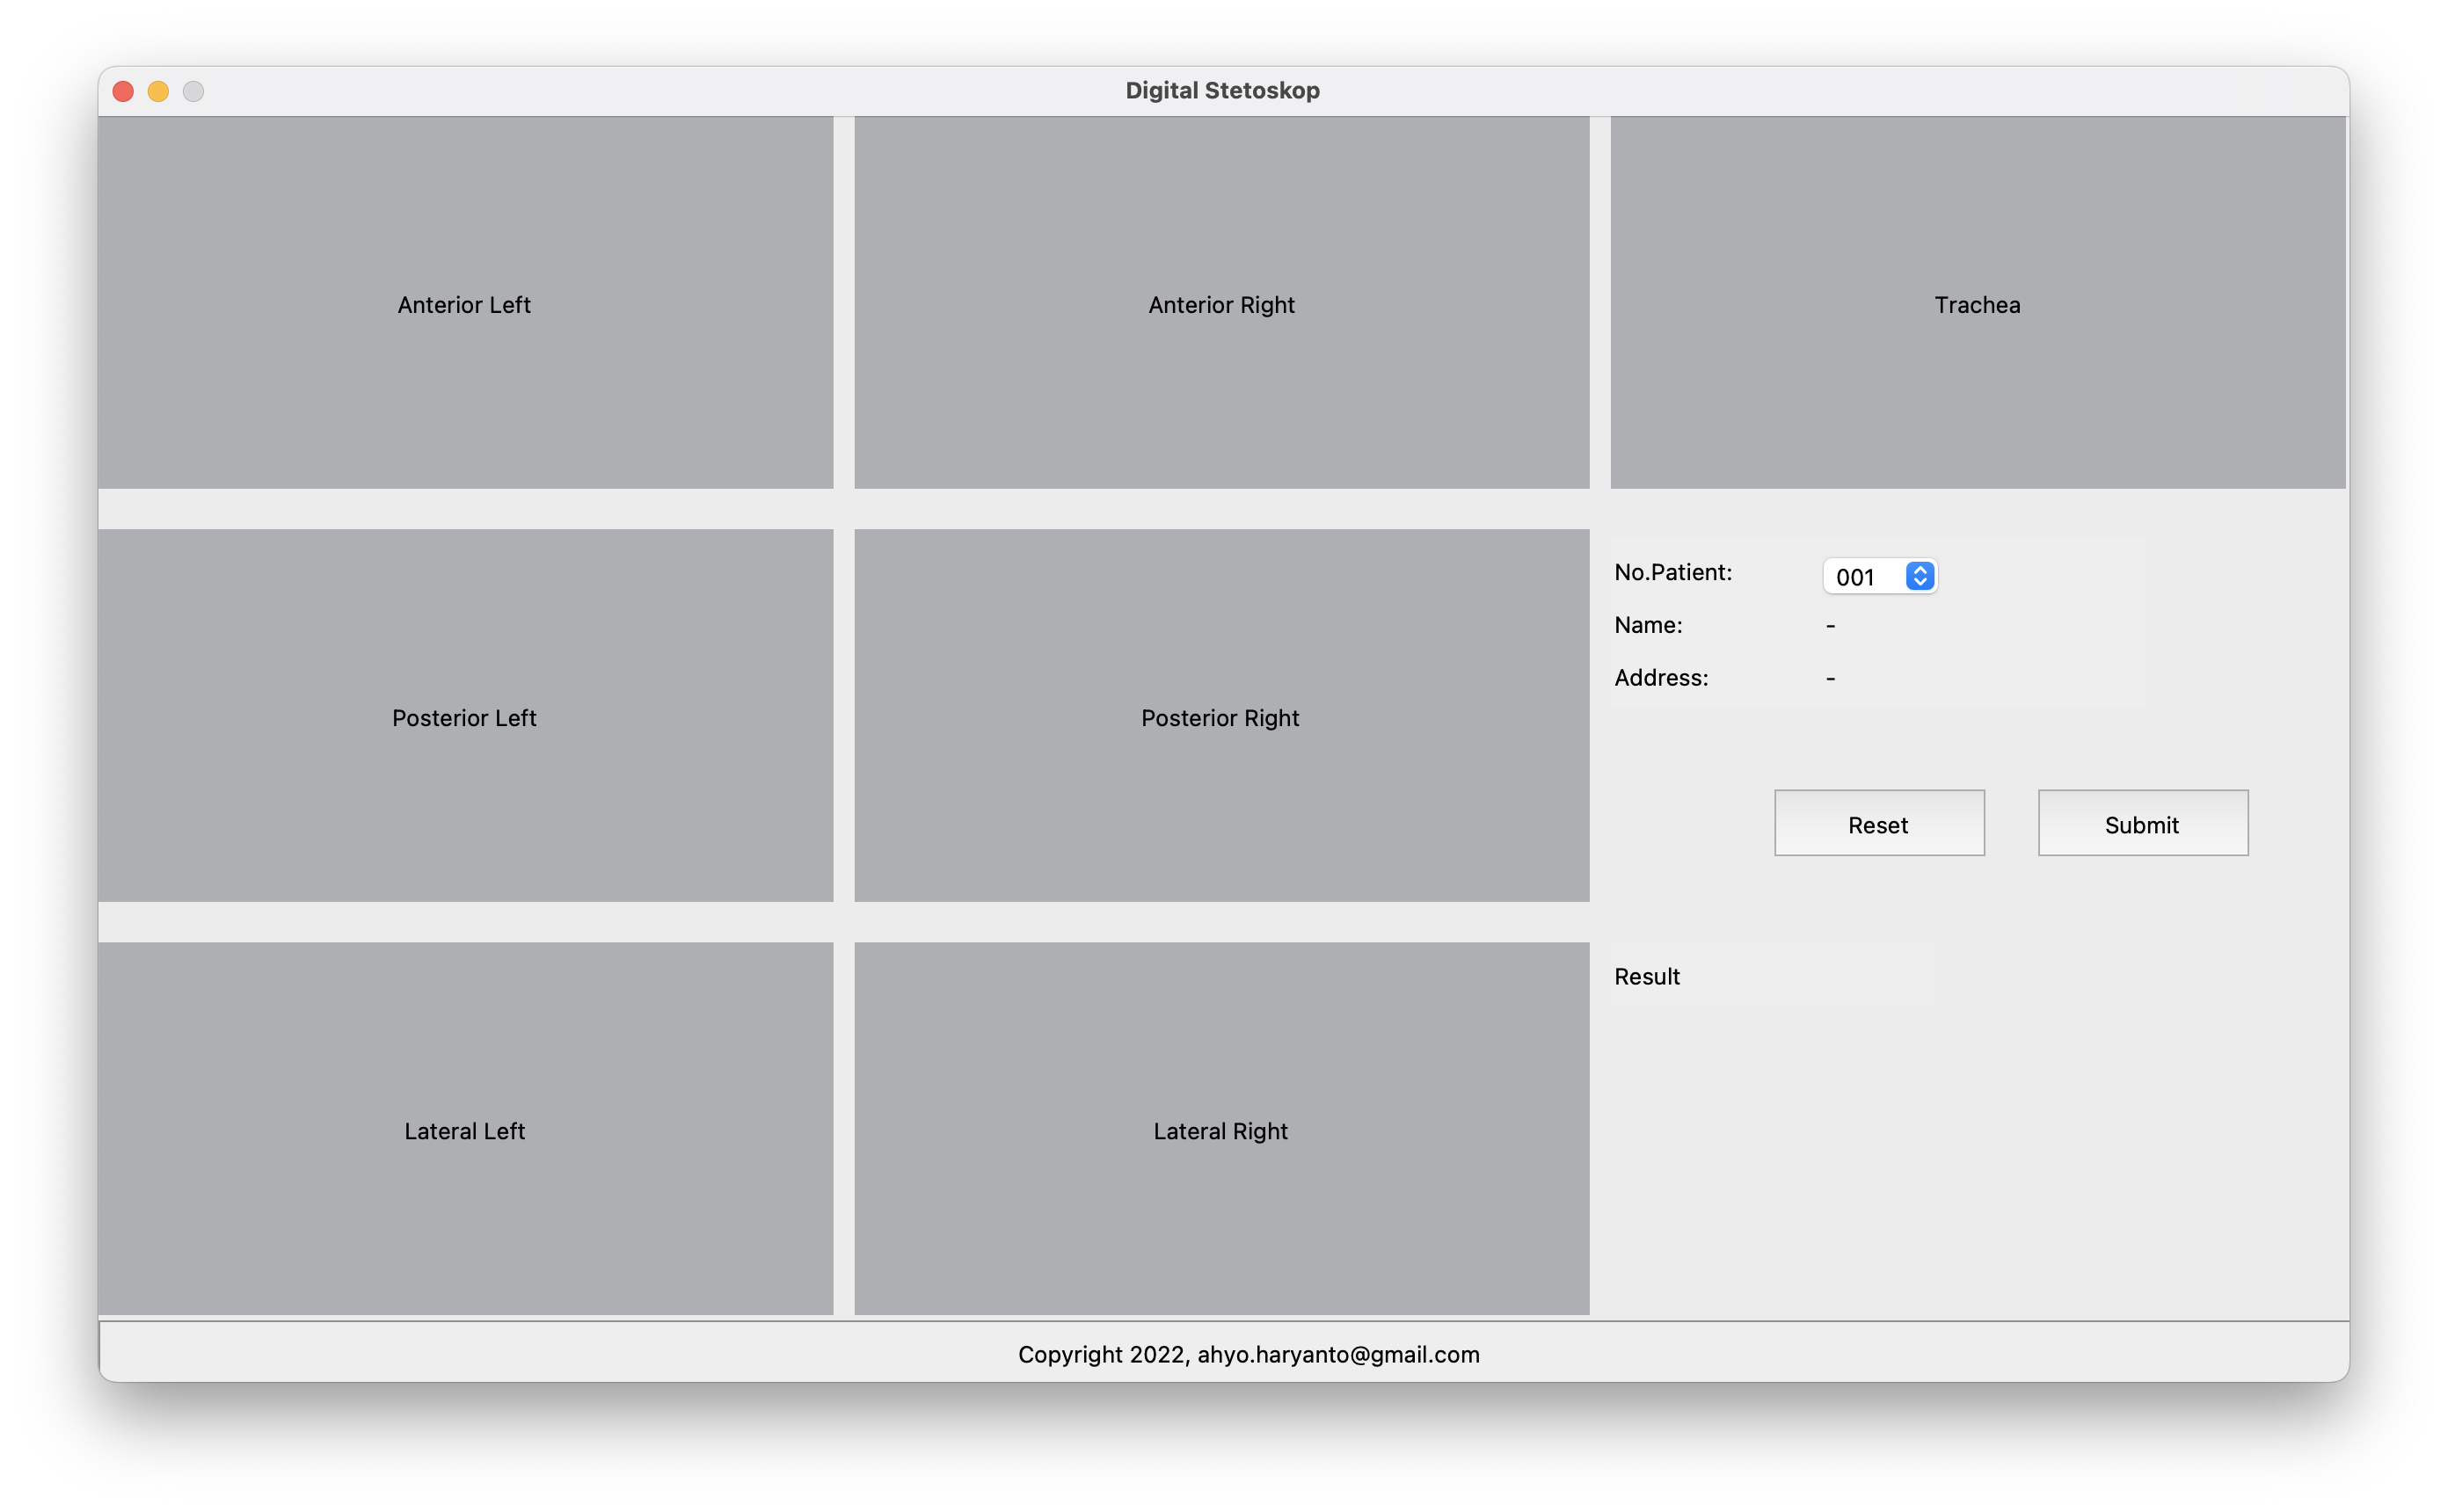 Digital Stetoskop
Anterior Left
Anterior Right
Trachea
Posterior Left
Posterior Right
No.Patient: 001
Name: -
Address: -
Reset
Submit
Lateral Left
Lateral Right
Result
Copyright 2022, ahyo.haryanto@gmail.com